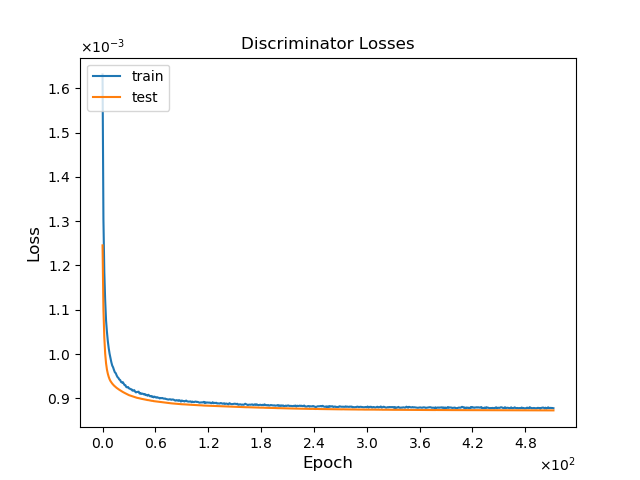 Discriminator Losses
×10⁻³
train
test
1.6
1.5
1.4
1.3
1.2
1.1
1.0
0.9
Loss
0.0 0.6 1.2 1.8 2.4 3.0 3.6 4.2 4.8
Epoch
×10²